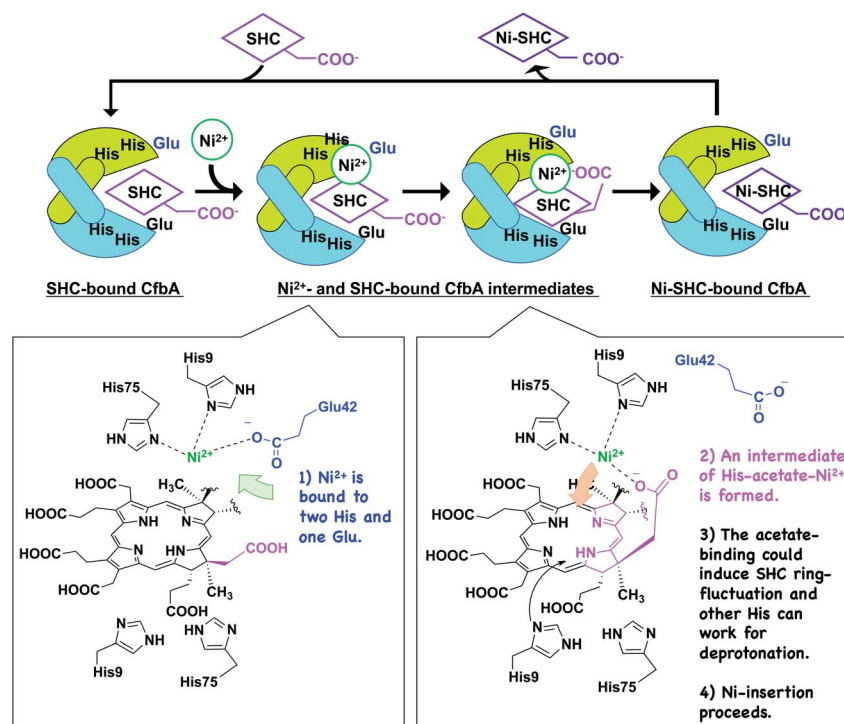 SHC
COO-
Ni-SHC
COO-
His
His
Glu
SHC
COO-
Glu
His
His
Ni2+
His
His
Glu
Ni2+
SHC
COO-
Glu
His
His
His
His
Glu
Ni2+
-OOC
SHC
Glu
His
His
His
His
Glu
Ni-SHC
COO-
Glu
His
His
SHC-bound CfbA
Ni2+- and SHC-bound CfbA intermediates
Ni-SHC-bound CfbA
His9
His75
NH
N
HN
N
Glu42
−
O
C
O
Ni2+
1) Ni2+ is
bound to
two His and
one Glu.
H3C
HOOC
HOOC
HOOC
HOOC
NH
N
N
HN
COOH
CH3
COOH
N
NH
His9
HN
N
His75
His9
His75
NH
N
HN
N
Glu42
O−
C
O
Ni2+
−
O
O
2) An intermediate
of His-acetate-Ni2+
is formed.
HOOC
HOOC
HOOC
HOOC
NH
N
N
HN
CH3
HOOC
N
NH
His9
HN
N
His75
3) The acetate-
binding could
induce SHC ring-
fluctuation and
other His can
work for
deprotonation.
4) Ni-insertion
proceeds.